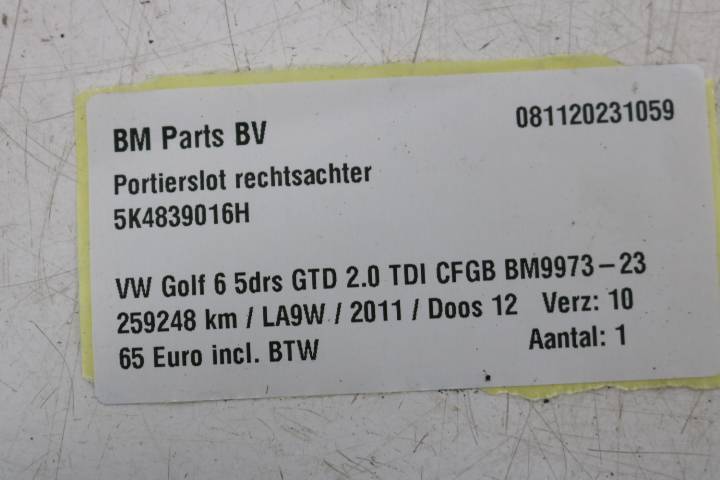 BM Parts BV 081120231059
Portierslot rechtsachter
5K4839016H
VW Golf 6 5drs GTD 2.0 TDI CFGB BM9973-23
259248 km / LA9W / 2011 / Doos 12 Verz: 10
65 Euro incl. BTW Aantal: 1